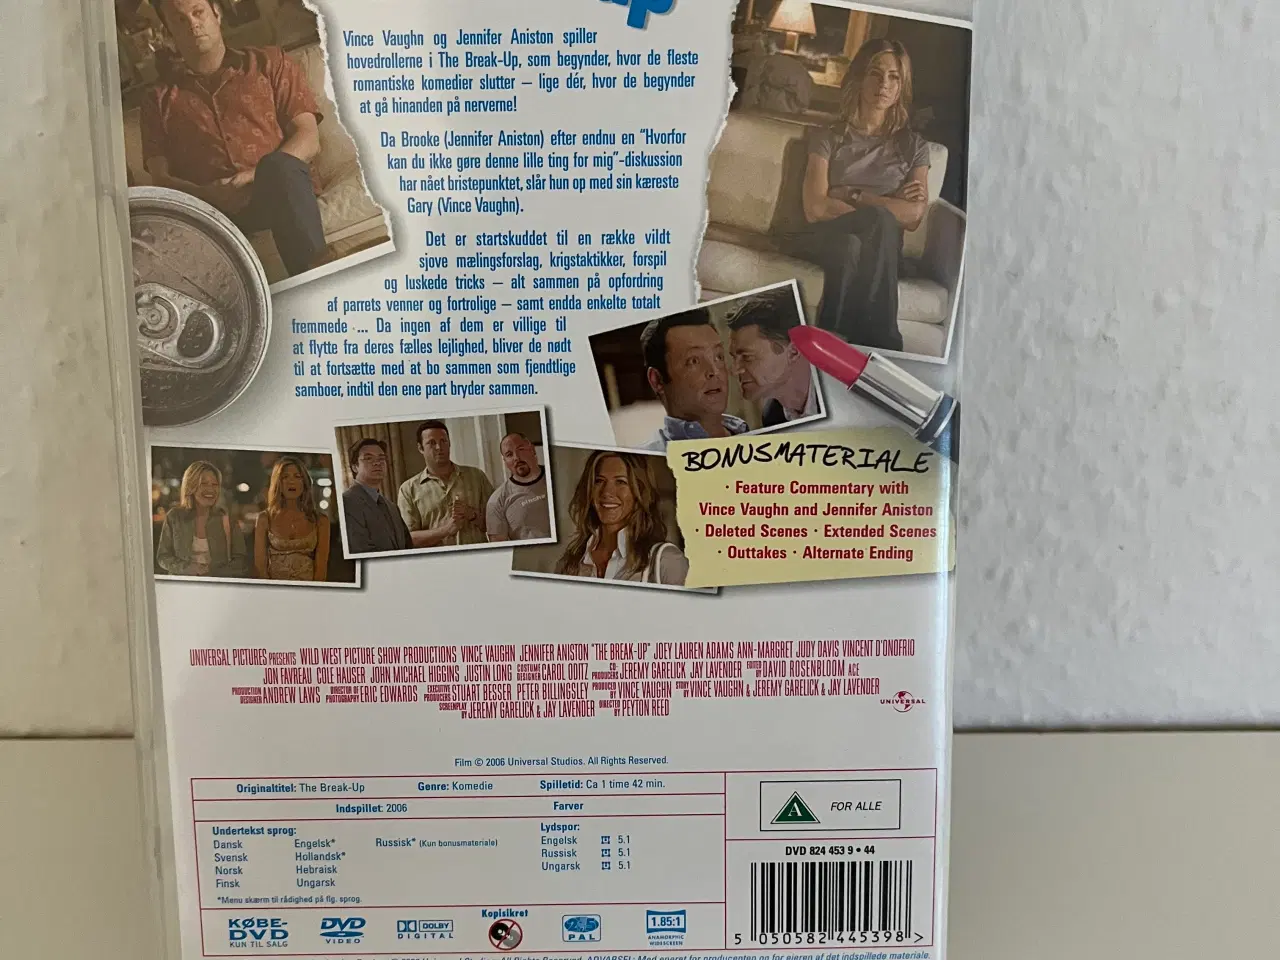 Vince Vaughn og Jennifer Aniston spiller
hovedrollerne i The Break-Up, som begynder, hvor de fleste
romantiske komedier slutter – lige dér, hvor de begynder
at gå hinanden på nerverne!
Da Brooke (Jennifer Aniston) efter endnu en "Hvorfor
kan du ikke gøre denne lille ting for mig"-diskussion
har nået bristepunktet, slår hun op med sin kæreste
Gary (Vince Vaughn).
Det er startskuddet til en række vildt
sjove mælingsforslag, krigstaktikker, forspil
og luskede tricks – alt sammen på opfordring
af parrets venner og fortrolige – samt endda enkelte totalt
fremmede ... Da ingen af dem er villige til
at flytte fra deres fælles lejlighed, bliver de nødt
til at fortsætte med at bo sammen som fjendtlige
samboer, indtil den ene part bryder sammen.
BONUSMATERIALE
· Feature Commentary with
Vince Vaughn and Jennifer Aniston
· Deleted Scenes · Extended Scenes
· Outtakes · Alternate Ending
UNIVERSAL PICTURES PRESENTS WILD WEST PICTURE SHOW PRODUCTIONS VINCE VAUGHN JENNIFER ANISTON "THE BREAK-UP" JOEY LAUREN ADAMS ANN-MARGRET JUDY DAVIS VINCENT D'ONOFRIO
JON FAVREAU COLE HAUSER JOHN MICHAEL HIGGINS JUSTIN LONG COSTUME DESIGNER CAROL ODITZ CO-PRODUCERS JEREMY GARELICK JAY LAVENDER EDITED BY DAVID ROSENBLOOM ACE
PRODUCTION DESIGNER ANDREW LAWS DIRECTOR OF PHOTOGRAPHY ERIC EDWARDS EXECUTIVE PRODUCERS STUART BESSER PETER BILLINGSLEY PRODUCED BY VINCE VAUGHN STORY BY VINCE VAUGHN & JEREMY GARELICK & JAY LAVENDER
SCREENPLAY BY JEREMY GARELICK & JAY LAVENDER DIRECTED BY PEYTON REED
UNIVERSAL
Film © 2006 Universal Studios. All Rights Reserved.
Originaltitel: The Break-Up Genre: Komedie Spilletid: Ca 1 time 42 min.
Indspillet: 2006 Farver
Undertekst sprog:
Dansk Engelsk* Russisk* (Kun bonusmateriale)
Svensk Hollandsk*
Norsk Hebraisk
Finsk Ungarsk
*Menu skærm til rådighed på flg. sprog.
Lydspor:
Engelsk 5.1
Russisk 5.1
Ungarsk 5.1
A FOR ALLE
DVD 824 453 9 • 44
5 050582 445398 >
KØBE-
DVD
KUN TIL SALG
DVD
VIDEO
DOLBY
DIGITAL
Kopisikret
2 5
PAL
1.85:1
ANAMORPHIC
WIDESCREEN